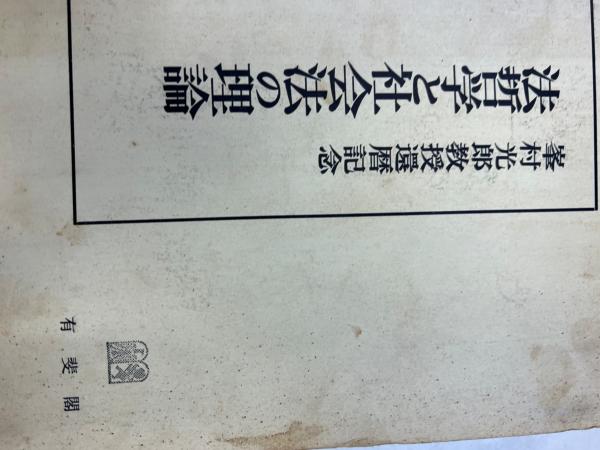 法哲学と社会法の理論
峯村光郎教授還暦記念
有斐閣